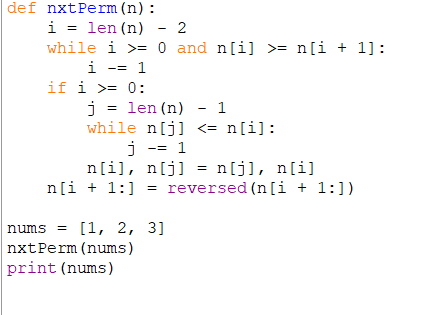 def nxtPerm(n):
    i = len(n) - 2
    while i >= 0 and n[i] >= n[i + 1]:
        i -= 1
    if i >= 0:
        j = len(n) - 1
        while n[j] <= n[i]:
            j -= 1
        n[i], n[j] = n[j], n[i]
    n[i + 1:] = reversed(n[i + 1:])

nums = [1, 2, 3]
nxtPerm(nums)
print(nums)